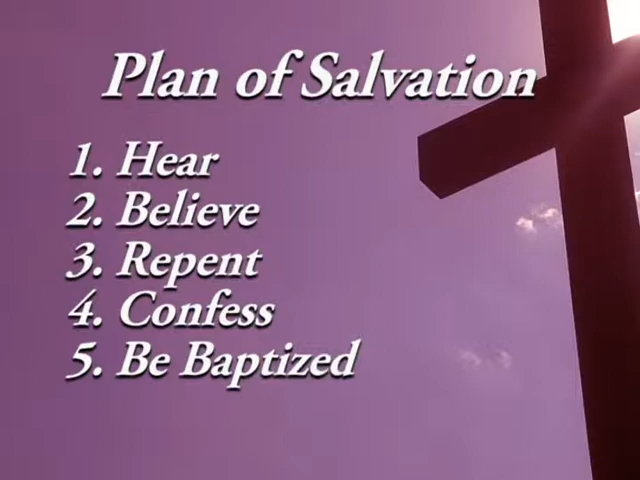 Plan of Salvation
1. Hear
2. Believe
3. Repent
4. Confess
5. Be Baptized